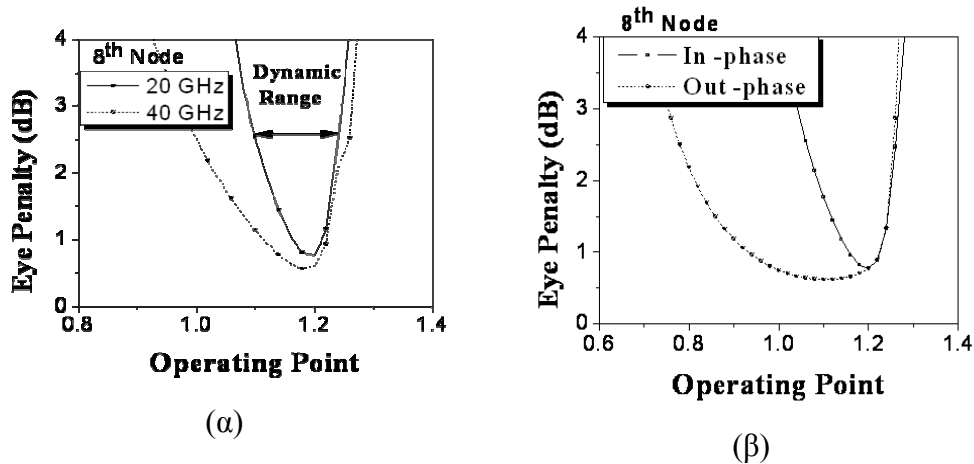 8th Node
20 GHz
40 GHz
Dynamic
Range
Eye Penalty (dB)
4
3
2
1
0
0.8
1.0
1.2
1.4
Operating Point
(α)
8th Node
In -phase
Out -phase
Eye Penalty (dB)
4
3
2
1
0
0.6
0.8
1.0
1.2
1.4
Operating Point
(β)